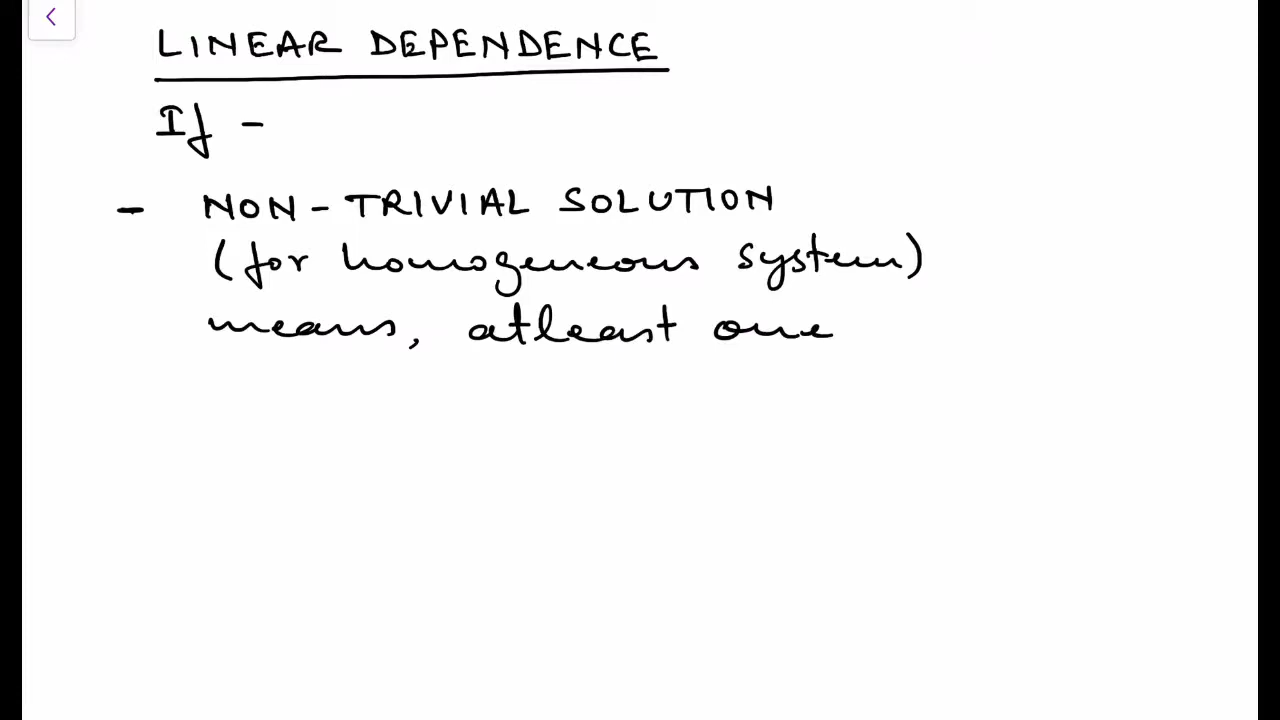 LINEAR DEPENDENCE
If -
- NON-TRIVIAL SOLUTION
(for homogeneous system)
means, atleast one